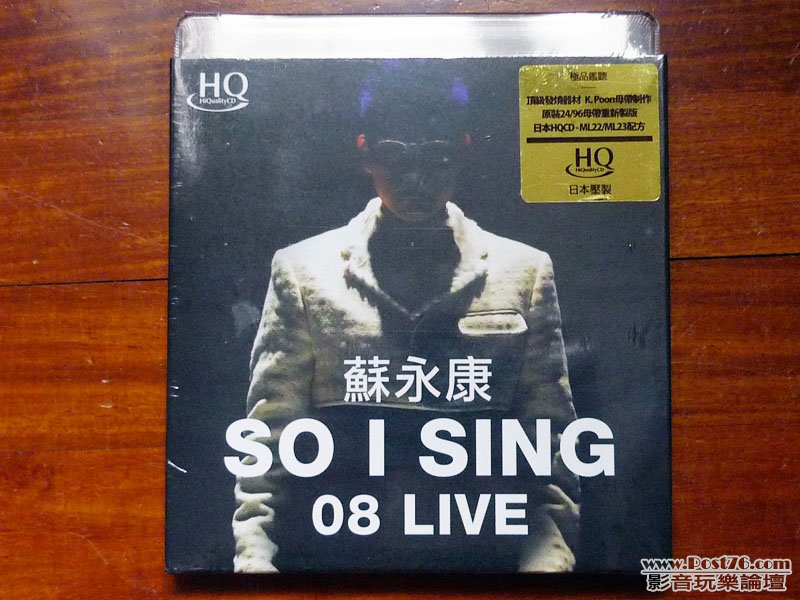 HQ
HiQualityCD
極品鑑聽
頂級發燒器材 K. Poon母帶制作
原裝24/96母帶重新製版
日本HQCD - ML22/ML23配方
HQ
HiQualityCD
日本壓製
蘇永康
SO I SING
08 LIVE
www.Post76.com
影音玩樂論壇